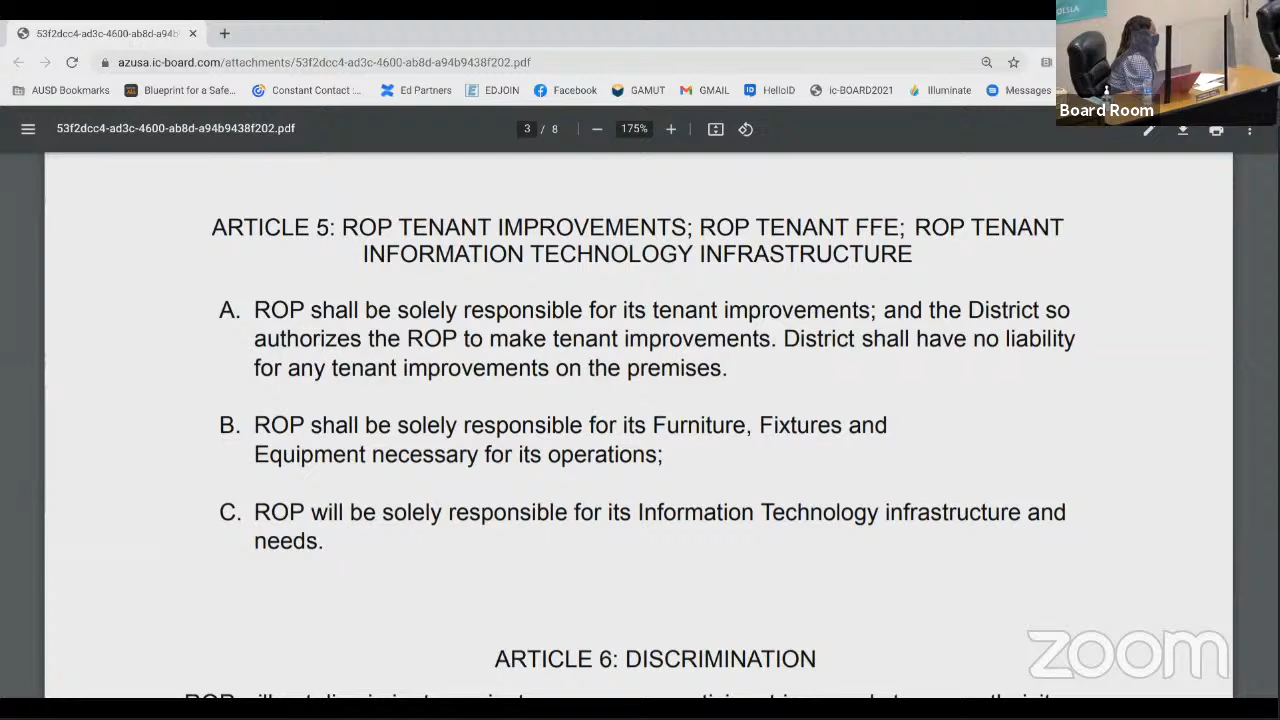 53f2dcc4-ad3c-4600-ab8d-a94b
azusa.ic-board.com/attachments/53f2dcc4-ad3c-4600-ab8d-a94b9438f202.pdf
AUSD Bookmarks Blueprint for a Safe... Constant Contact :... Ed Partners EDJOIN Facebook GAMUT GMAIL HelloID ic-BOARD2021 Illuminate Messages
Board Room
53f2dcc4-ad3c-4600-ab8d-a94b9438f202.pdf 3 / 8 175%
ARTICLE 5: ROP TENANT IMPROVEMENTS; ROP TENANT FFE; ROP TENANT
INFORMATION TECHNOLOGY INFRASTRUCTURE
A. ROP shall be solely responsible for its tenant improvements; and the District so
authorizes the ROP to make tenant improvements. District shall have no liability
for any tenant improvements on the premises.
B. ROP shall be solely responsible for its Furniture, Fixtures and
Equipment necessary for its operations;
C. ROP will be solely responsible for its Information Technology infrastructure and
needs.
ARTICLE 6: DISCRIMINATION
zoom